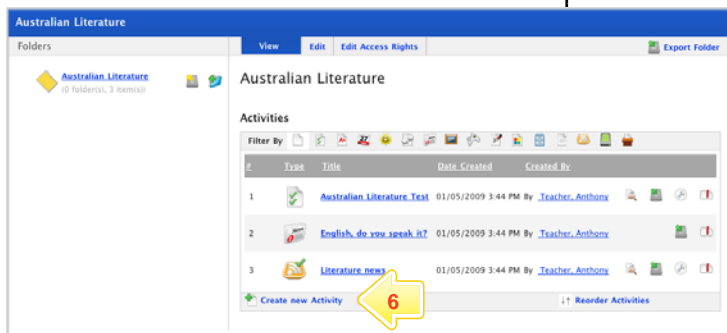 Australian Literature
Folders
View Edit Edit Access Rights Export Folder
Australian Literature
(0 folder(s), 3 item(s))
Australian Literature
Activities
Filter By
# Type Title Date Created Created By
1 Australian Literature Test 01/05/2009 3:44 PM By Teacher, Anthony
2 English, do you speak it? 01/05/2009 3:44 PM By Teacher, Anthony
3 Literature news 01/05/2009 3:44 PM By Teacher, Anthony
Create new Activity 6 Reorder Activities